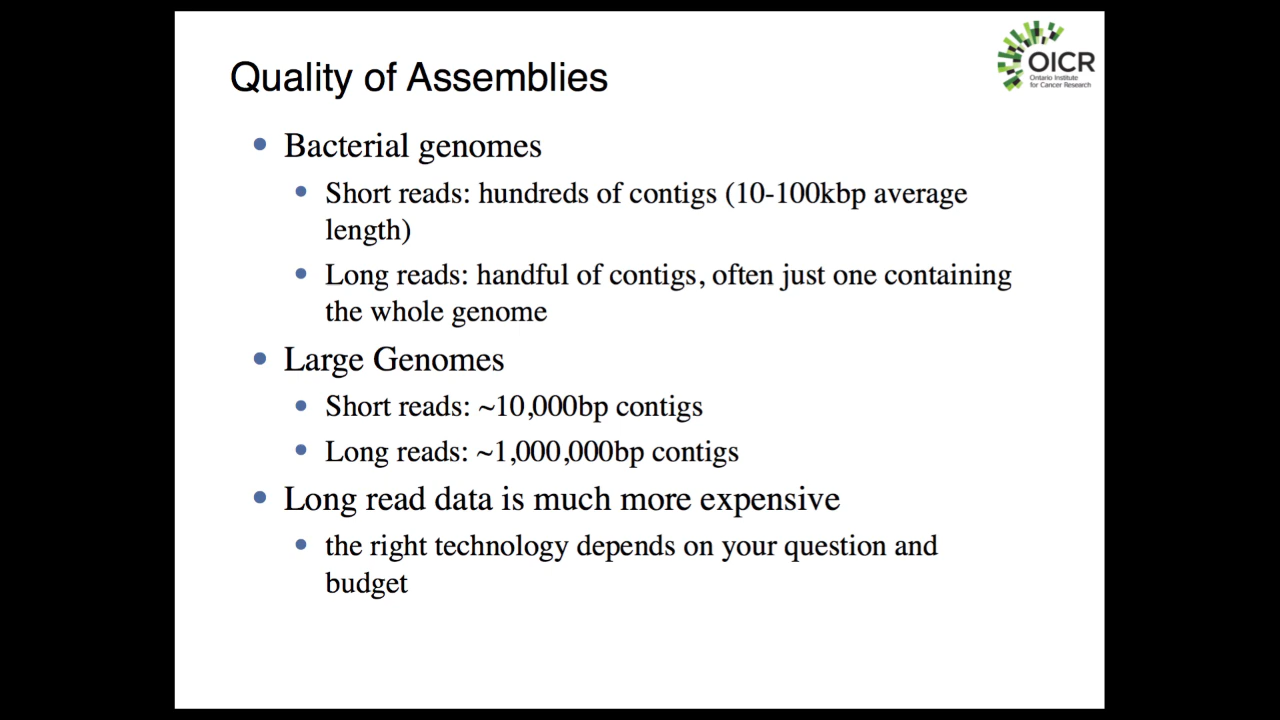 OICR
Ontario Institute
for Cancer Research
Quality of Assemblies
Bacterial genomes
Short reads: hundreds of contigs (10-100kbp average
length)
Long reads: handful of contigs, often just one containing
the whole genome
Large Genomes
Short reads: ~10,000bp contigs
Long reads: ~1,000,000bp contigs
Long read data is much more expensive
the right technology depends on your question and
budget